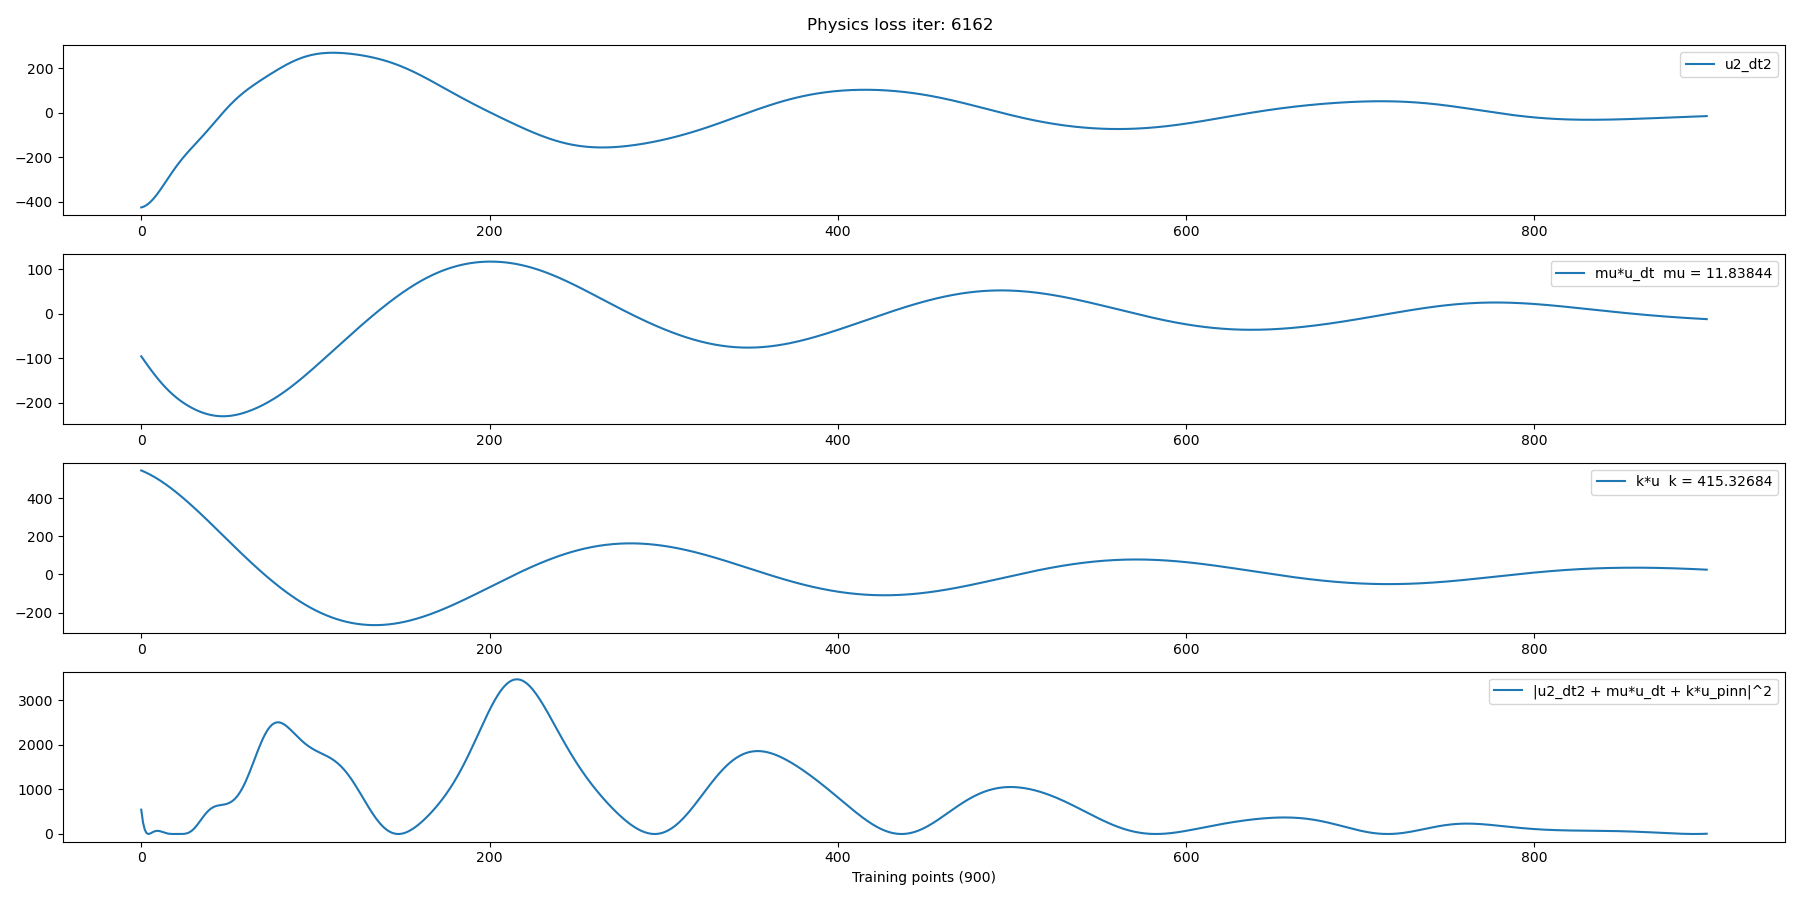 Physics loss iter: 6162
200
0
−200
−400
u2_dt2
0 200 400 600 800
100
0
−100
−200
mu*u_dt  mu = 11.83844
0 200 400 600 800
400
200
0
−200
k*u  k = 415.32684
0 200 400 600 800
3000
2000
1000
0
|u2_dt2 + mu*u_dt + k*u_pinn|^2
0 200 400 600 800
Training points (900)